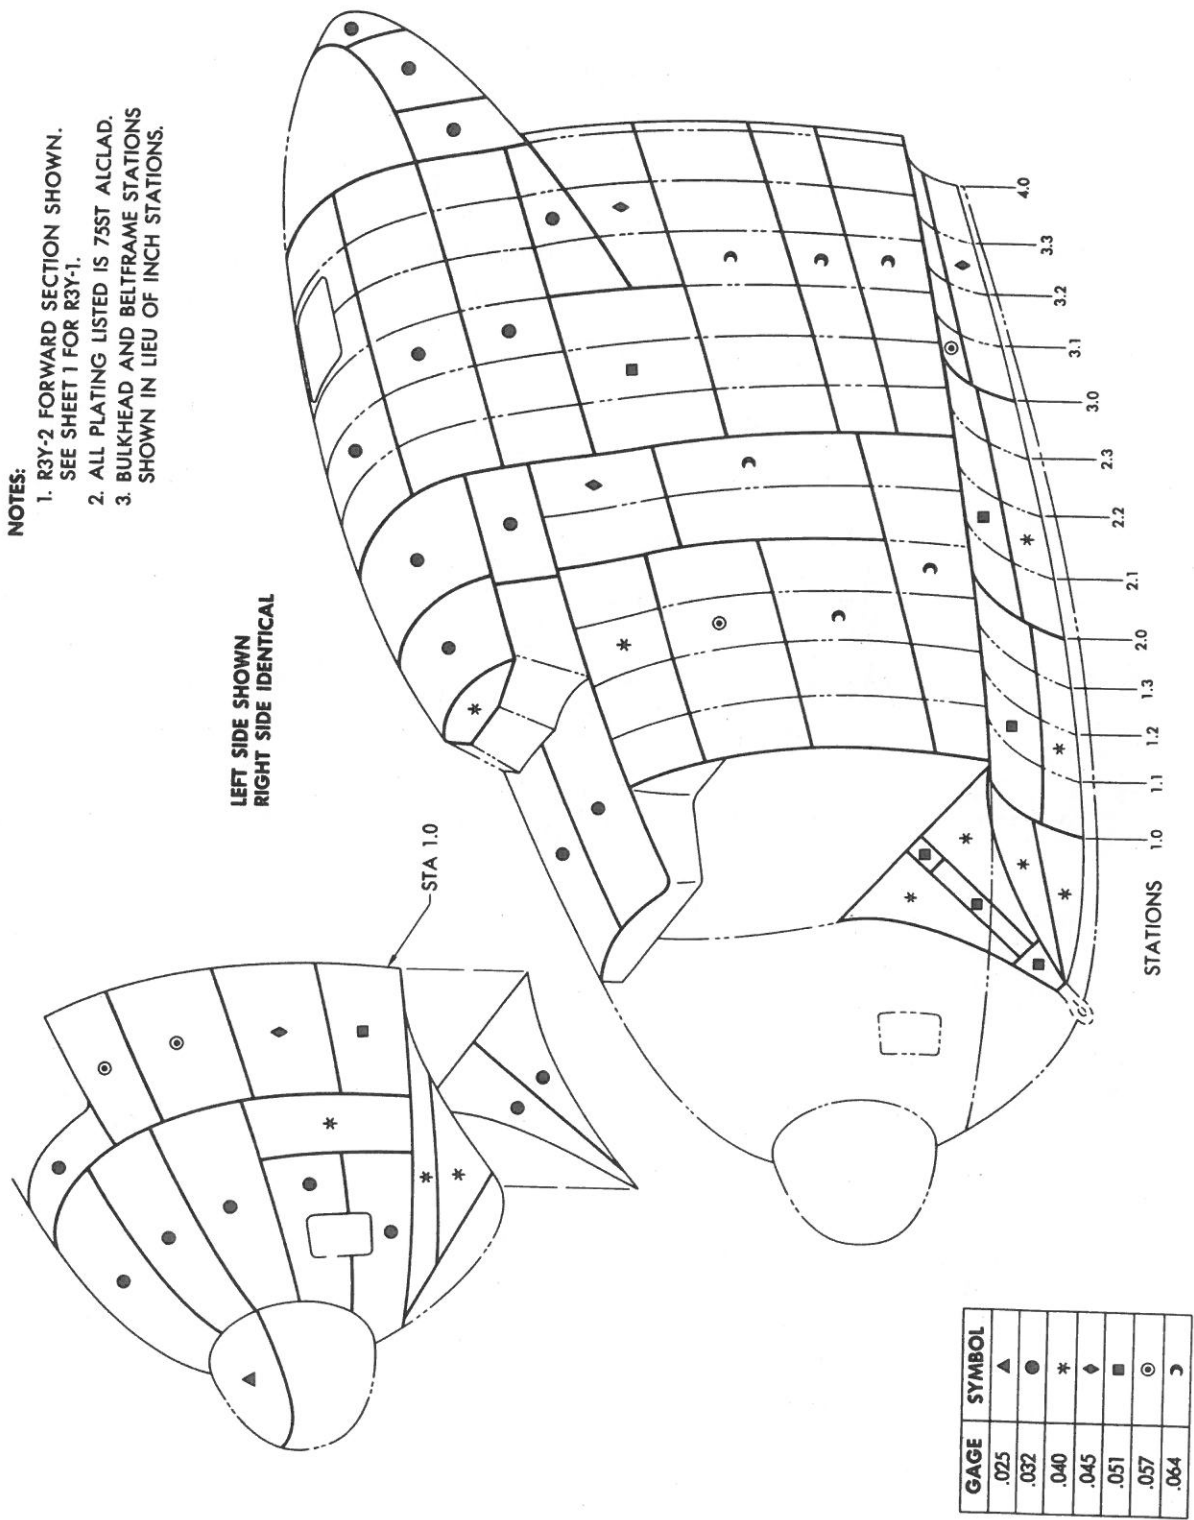 NOTES:
1. R3Y-2 FORWARD SECTION SHOWN.
SEE SHEET 1 FOR R3Y-1.
2. ALL PLATING LISTED IS 75ST ALCLAD.
3. BULKHEAD AND BELTFRAME STATIONS
SHOWN IN LIEU OF INCH STATIONS.
LEFT SIDE SHOWN
RIGHT SIDE IDENTICAL
STA 1.0
STATIONS
1.0
1.1
1.2
1.3
2.0
2.1
2.2
2.3
3.0
3.1
3.2
3.3
4.0
GAGE SYMBOL
.025
.032
.040
.045
.051
.057
.064